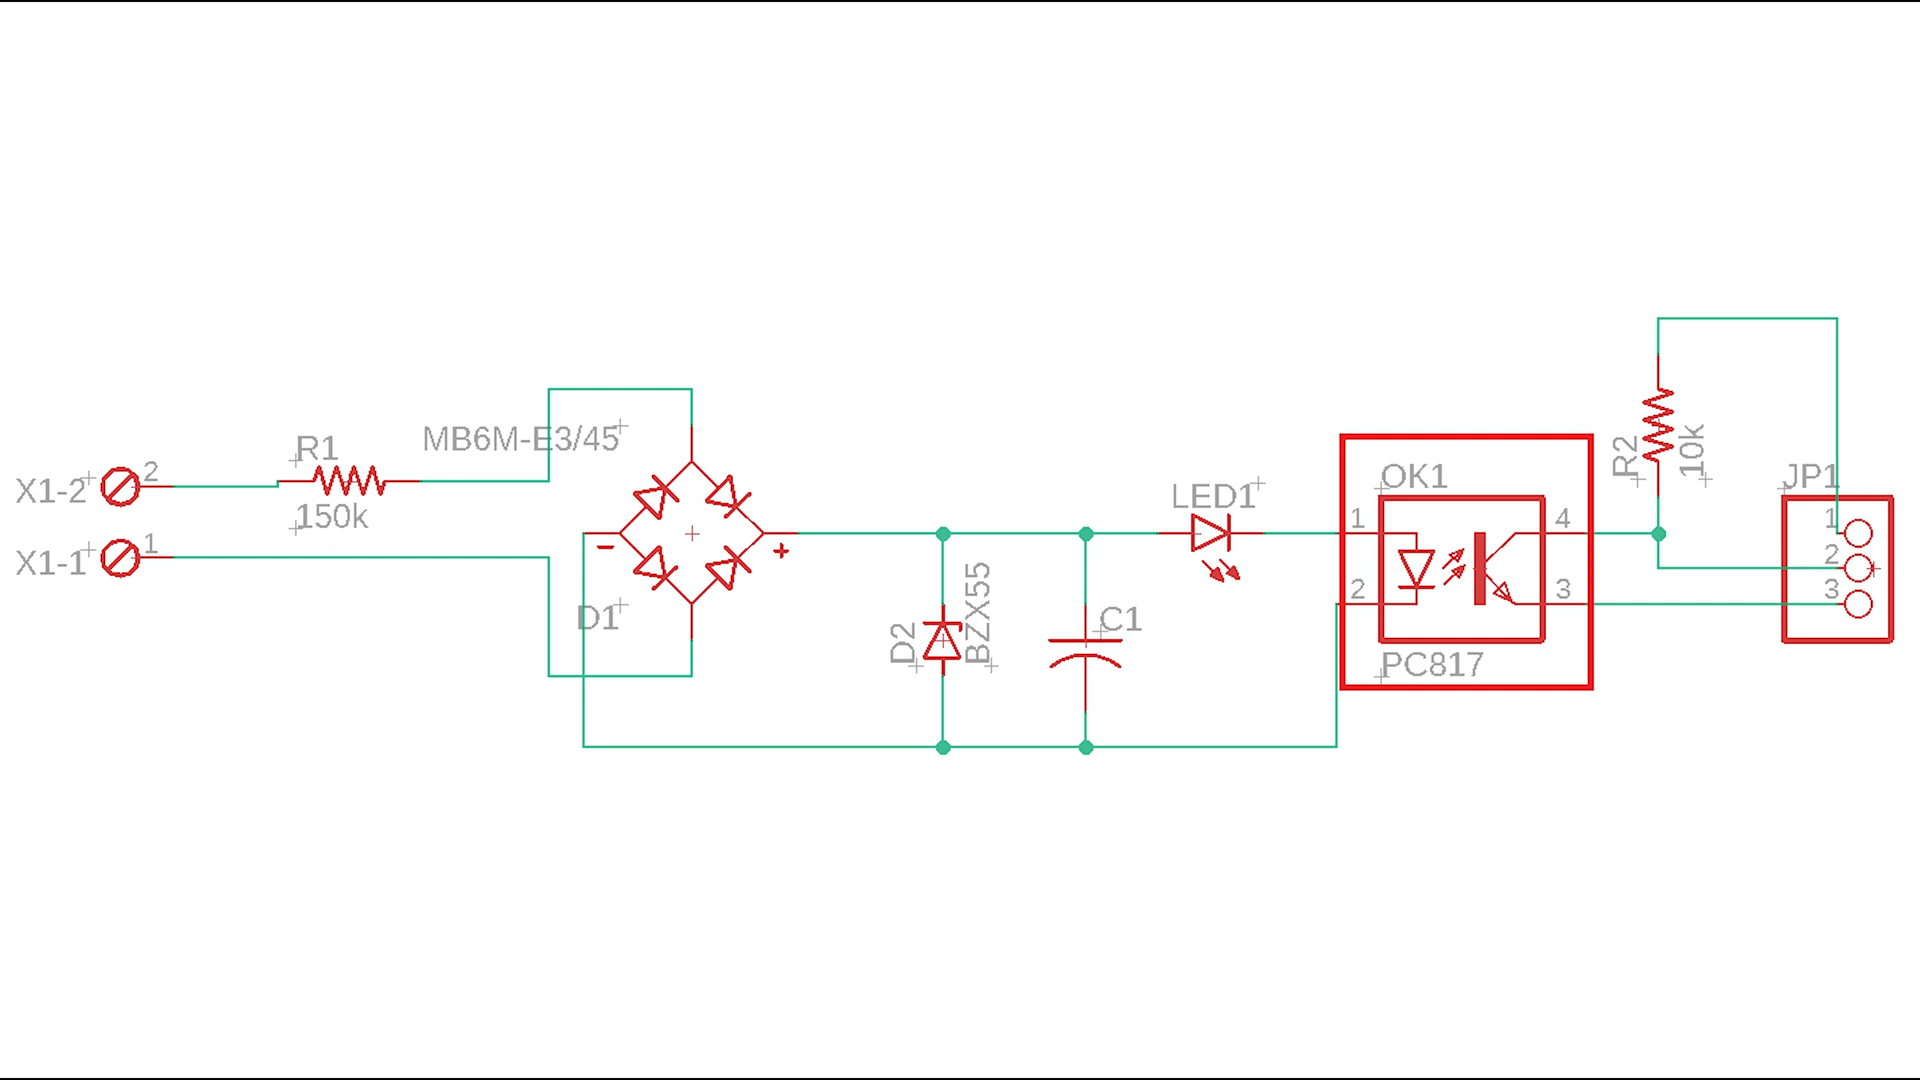 X1-2
2
R1
150k
X1-1
1
MB6M-E3/45
D1
-
+
D2
BZX55
C1
LED1
OK1
1
2
4
3
PC817
R2
10k
JP1
1
2
3